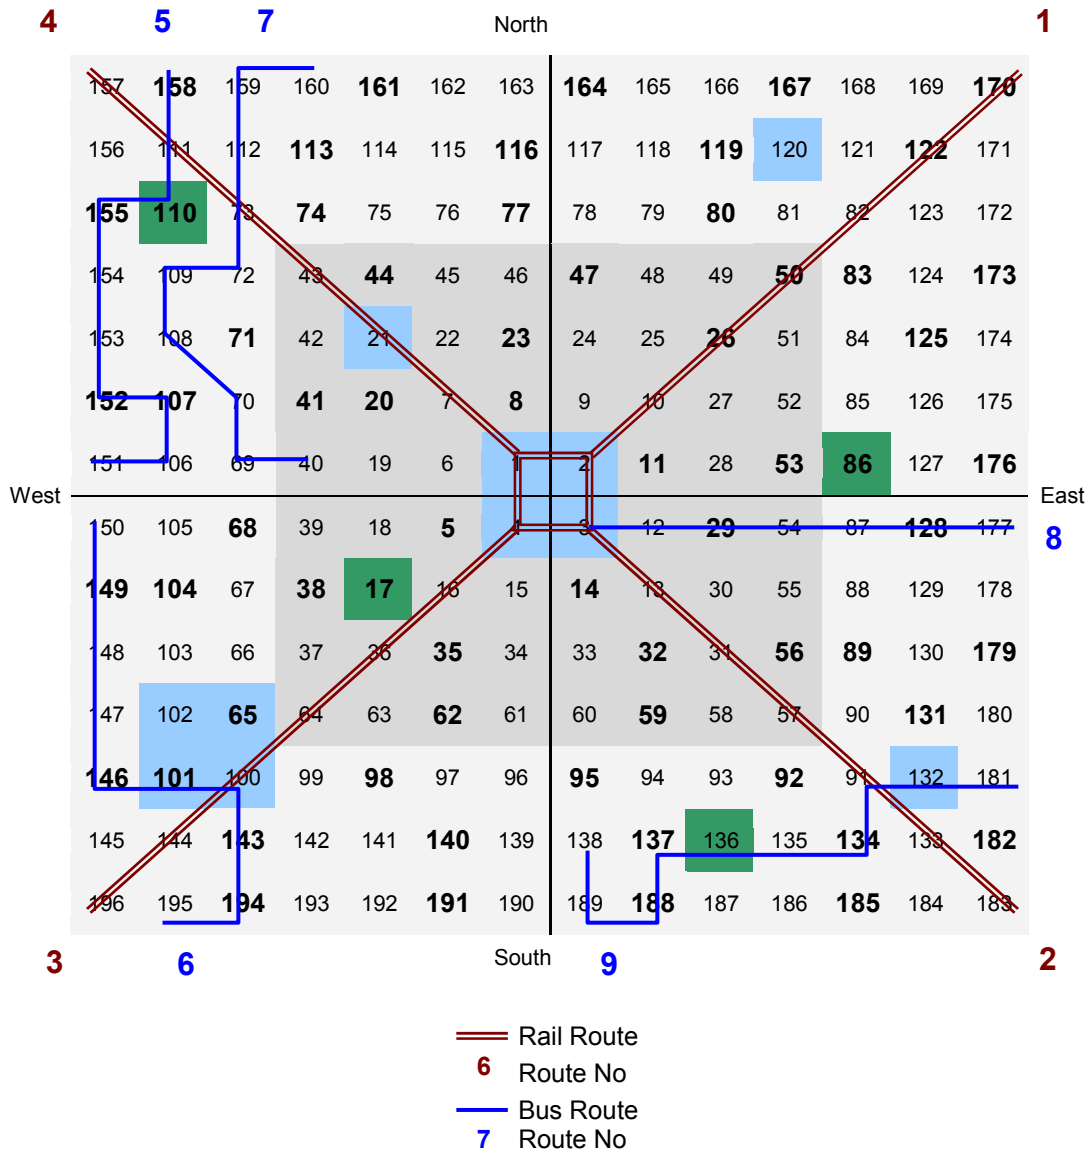 4 5 7 North 1
157 158 159 160 161 162 163 164 165 166 167 168 169 170
156 111 112 113 114 115 116 117 118 119 120 121 122 171
155 110 73 74 75 76 77 78 79 80 81 82 123 172
154 109 72 43 44 45 46 47 48 49 50 83 124 173
153 108 71 42 21 22 23 24 25 26 51 84 125 174
152 107 70 41 20 7 8 9 10 27 52 85 126 175
151 106 69 40 19 6 1 2 11 28 53 86 127 176
West East
150 105 68 39 18 5 4 3 12 29 54 87 128 177
8
149 104 67 38 17 16 15 14 13 30 55 88 129 178
148 103 66 37 36 35 34 33 32 31 56 89 130 179
147 102 65 64 63 62 61 60 59 58 57 90 131 180
146 101 100 99 98 97 96 95 94 93 92 91 132 181
145 144 143 142 141 140 139 138 137 136 135 134 133 182
196 195 194 193 192 191 190 189 188 187 186 185 184 183
3 6 South 9 2
Rail Route
6 Route No
Bus Route
7 Route No